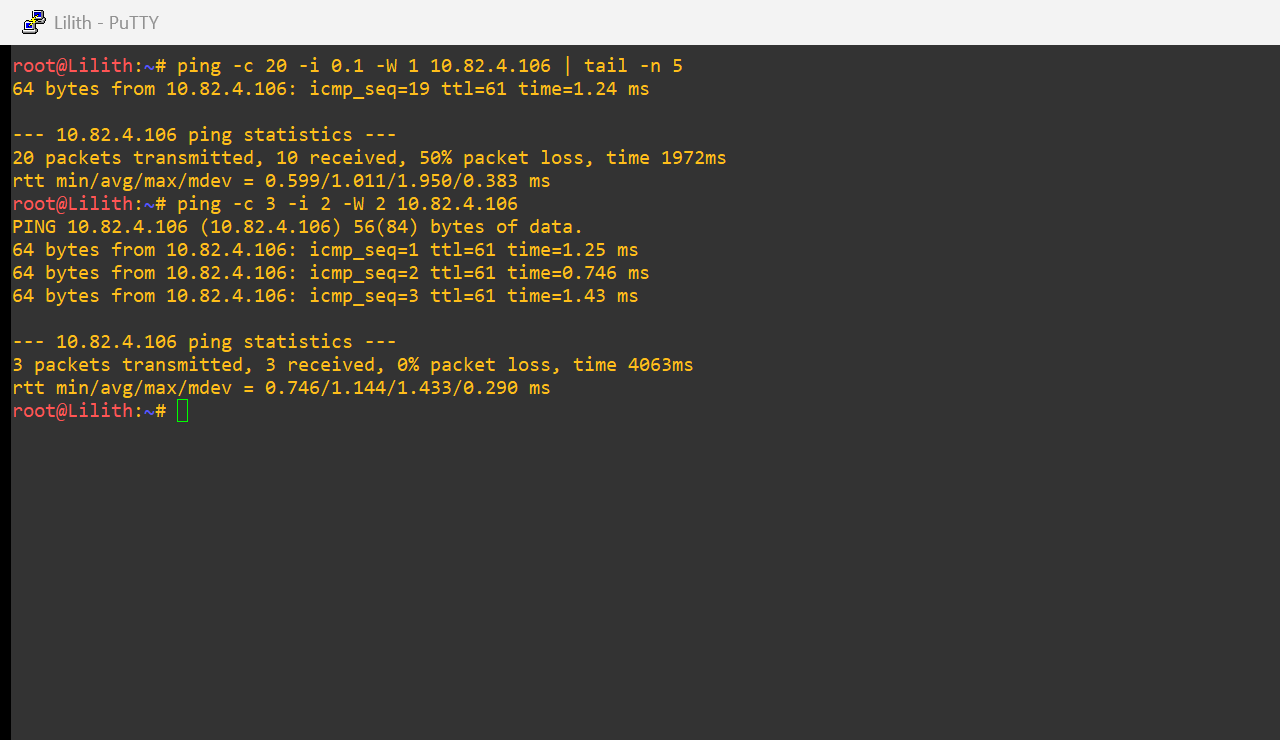 Lilith - PuTTY
root@Lilith:~# ping -c 20 -i 0.1 -W 1 10.82.4.106 | tail -n 5
64 bytes from 10.82.4.106: icmp_seq=19 ttl=61 time=1.24 ms
--- 10.82.4.106 ping statistics ---
20 packets transmitted, 10 received, 50% packet loss, time 1972ms
rtt min/avg/max/mdev = 0.599/1.011/1.950/0.383 ms
root@Lilith:~# ping -c 3 -i 2 -W 2 10.82.4.106
PING 10.82.4.106 (10.82.4.106) 56(84) bytes of data.
64 bytes from 10.82.4.106: icmp_seq=1 ttl=61 time=1.25 ms
64 bytes from 10.82.4.106: icmp_seq=2 ttl=61 time=0.746 ms
64 bytes from 10.82.4.106: icmp_seq=3 ttl=61 time=1.43 ms
--- 10.82.4.106 ping statistics ---
3 packets transmitted, 3 received, 0% packet loss, time 4063ms
rtt min/avg/max/mdev = 0.746/1.144/1.433/0.290 ms
root@Lilith:~#